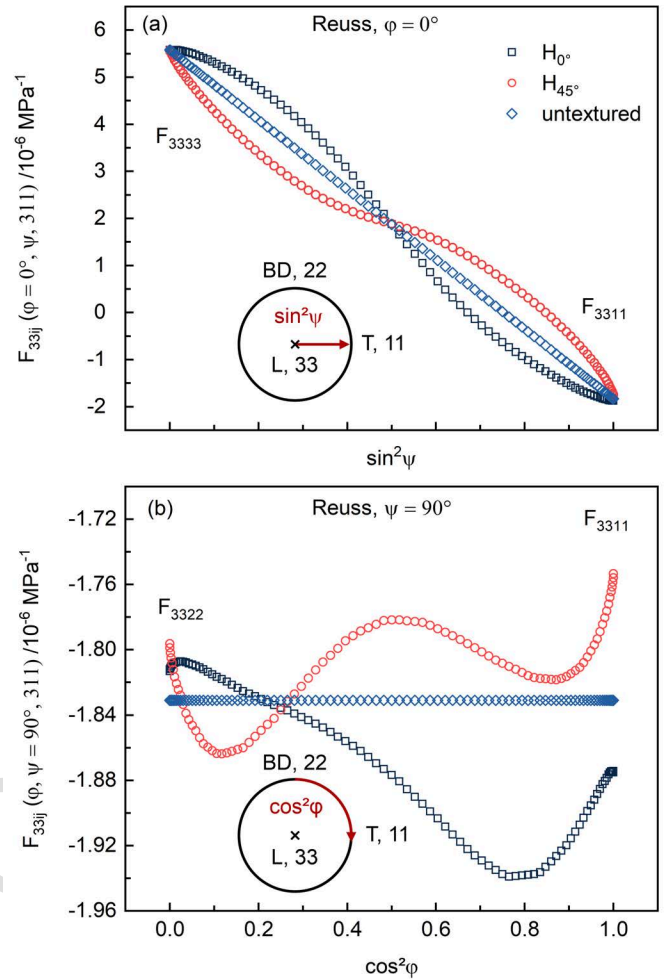 (a)
Reuss, φ = 0°
H0°
H45°
untextured
F3333
F3311
BD, 22
sin²ψ
T, 11
L, 33
6
5
4
3
2
1
0
-1
-2
F33ij (φ = 0°, ψ, 311) /10-6 MPa-1
sin²ψ
(b)
Reuss, ψ = 90°
F3311
F3322
BD, 22
cos²φ
T, 11
L, 33
-1.72
-1.76
-1.80
-1.84
-1.88
-1.92
-1.96
F33ij (φ, ψ = 90°, 311) /10-6 MPa-1
0.0 0.2 0.4 0.6 0.8 1.0
cos²φ